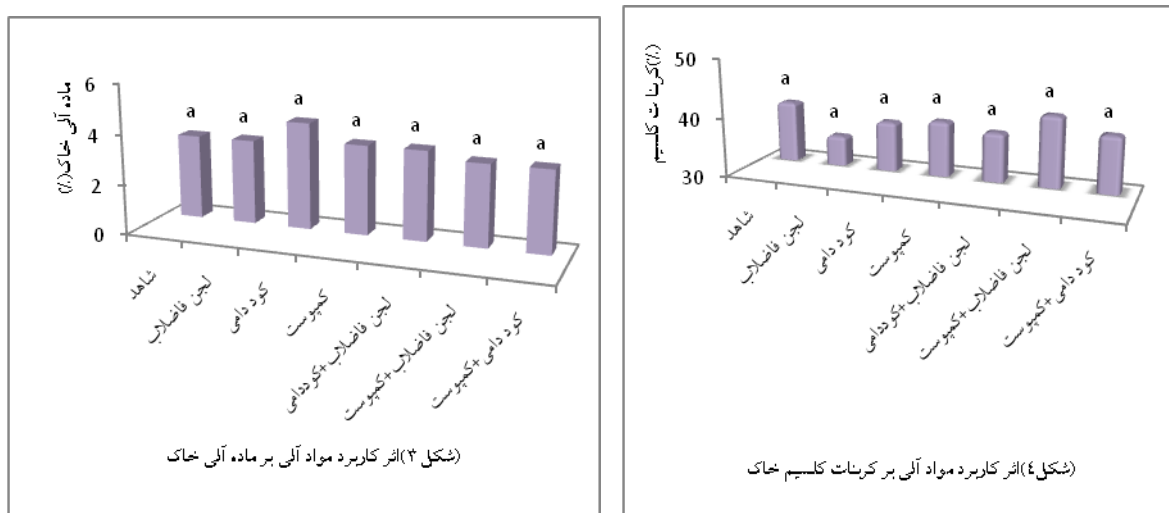 ماده آلی خاک(٪)
6
4
2
0
a a a a a a a
شاهد
لجن فاضلاب
کود دامی
کمپوست
لجن فاضلاب+کوددامی
لجن فاضلاب+کمپوست
کود دامی+کمپوست
(شکل ۳)اثر کاربرد مواد آلی بر ماده آلی خاک
کربنات کلسیم(٪)
50
40
30
a a a a a a a
شاهد
لجن فاضلاب
کود دامی
کمپوست
لجن فاضلاب+کوددامی
لجن فاضلاب+کمپوست
کود دامی+کمپوست
(شکل٤)اثر کاربرد مواد آلی بر کربنات کلسیم خاک